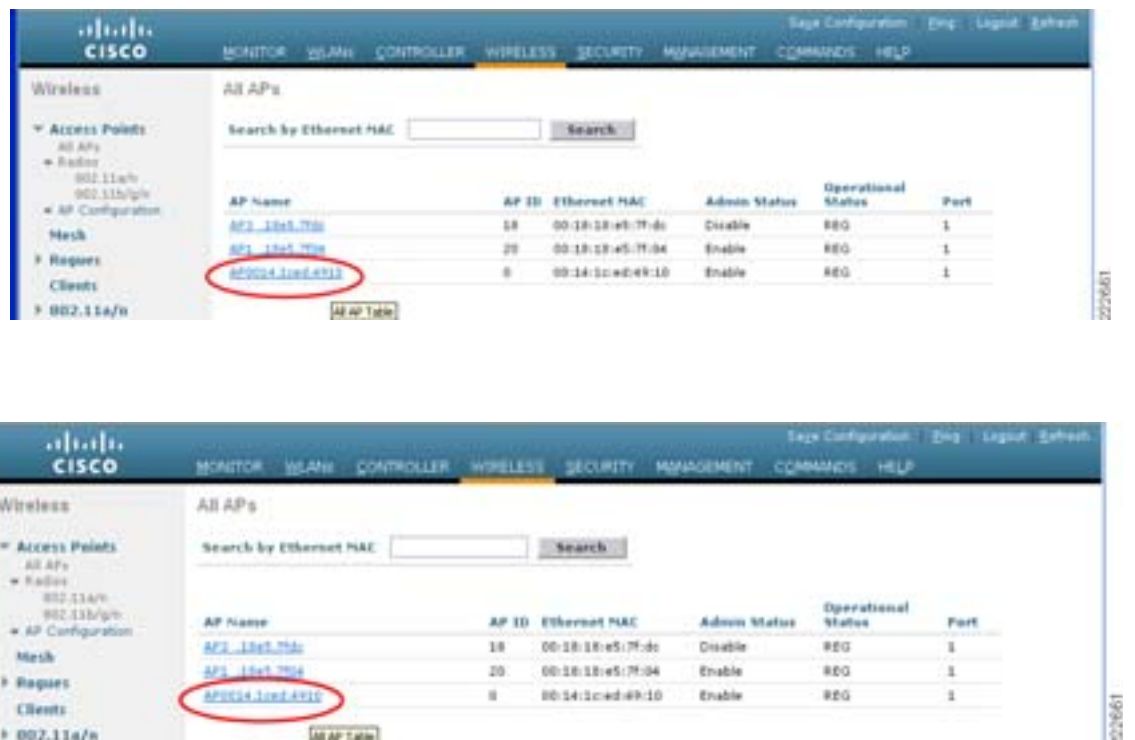 CISCO
Save Configuration Ping Logout Refresh
MONITOR WLANs CONTROLLER WIRELESS SECURITY MANAGEMENT COMMANDS HELP
Wireless
Access Points
All APs
Radios
802.11a/n
802.11b/g/n
AP Configuration
Mesh
Rogues
Clients
802.11a/n
All APs
Search by Ethernet MAC Search
AP Name AP ID Ethernet MAC Admin Status Operational Status Port
18 00:18:18:e5:7f:dc Disable REG 1
20 00:18:18:e5:7f:04 Enable REG 1
AP0014.1ced.4910 00:14:1c:ed:49:10 Enable REG 1
All AP Table
222661
CISCO
Save Configuration Ping Logout Refresh
MONITOR WLANs CONTROLLER WIRELESS SECURITY MANAGEMENT COMMANDS HELP
Wireless
Access Points
All APs
Radios
802.11a/n
802.11b/g/n
AP Configuration
Mesh
Rogues
Clients
802.11a/n
All APs
Search by Ethernet MAC Search
AP Name AP ID Ethernet MAC Admin Status Operational Status Port
18 00:18:18:e5:7f:dc Disable REG 1
20 00:18:18:e5:7f:04 Enable REG 1
AP0014.1ced.4910 00:14:1c:ed:49:10 Enable REG 1
All AP Table
22661